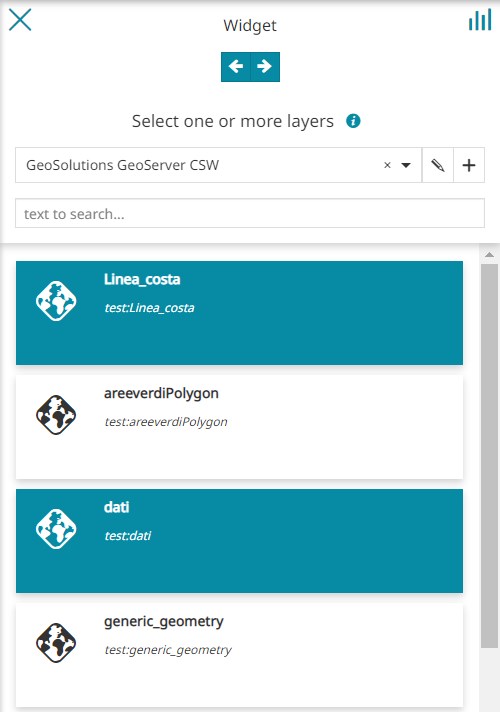 Widget
Select one or more layers
GeoSolutions GeoServer CSW
text to search...
Linea_costa
test:Linea_costa
areeverdiPolygon
test:areeverdiPolygon
dati
test:dati
generic_geometry
test:generic_geometry